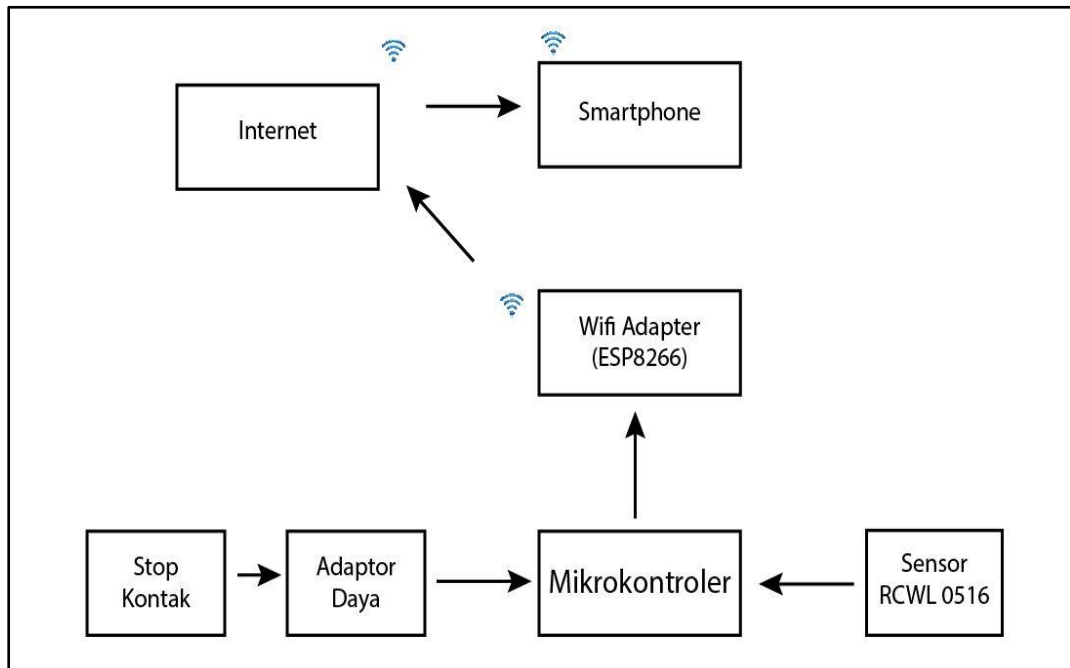 Internet
Smartphone
Wifi Adapter
(ESP8266)
Stop
Kontak
Adaptor
Daya
Mikrokontroler
Sensor
RCWL 0516